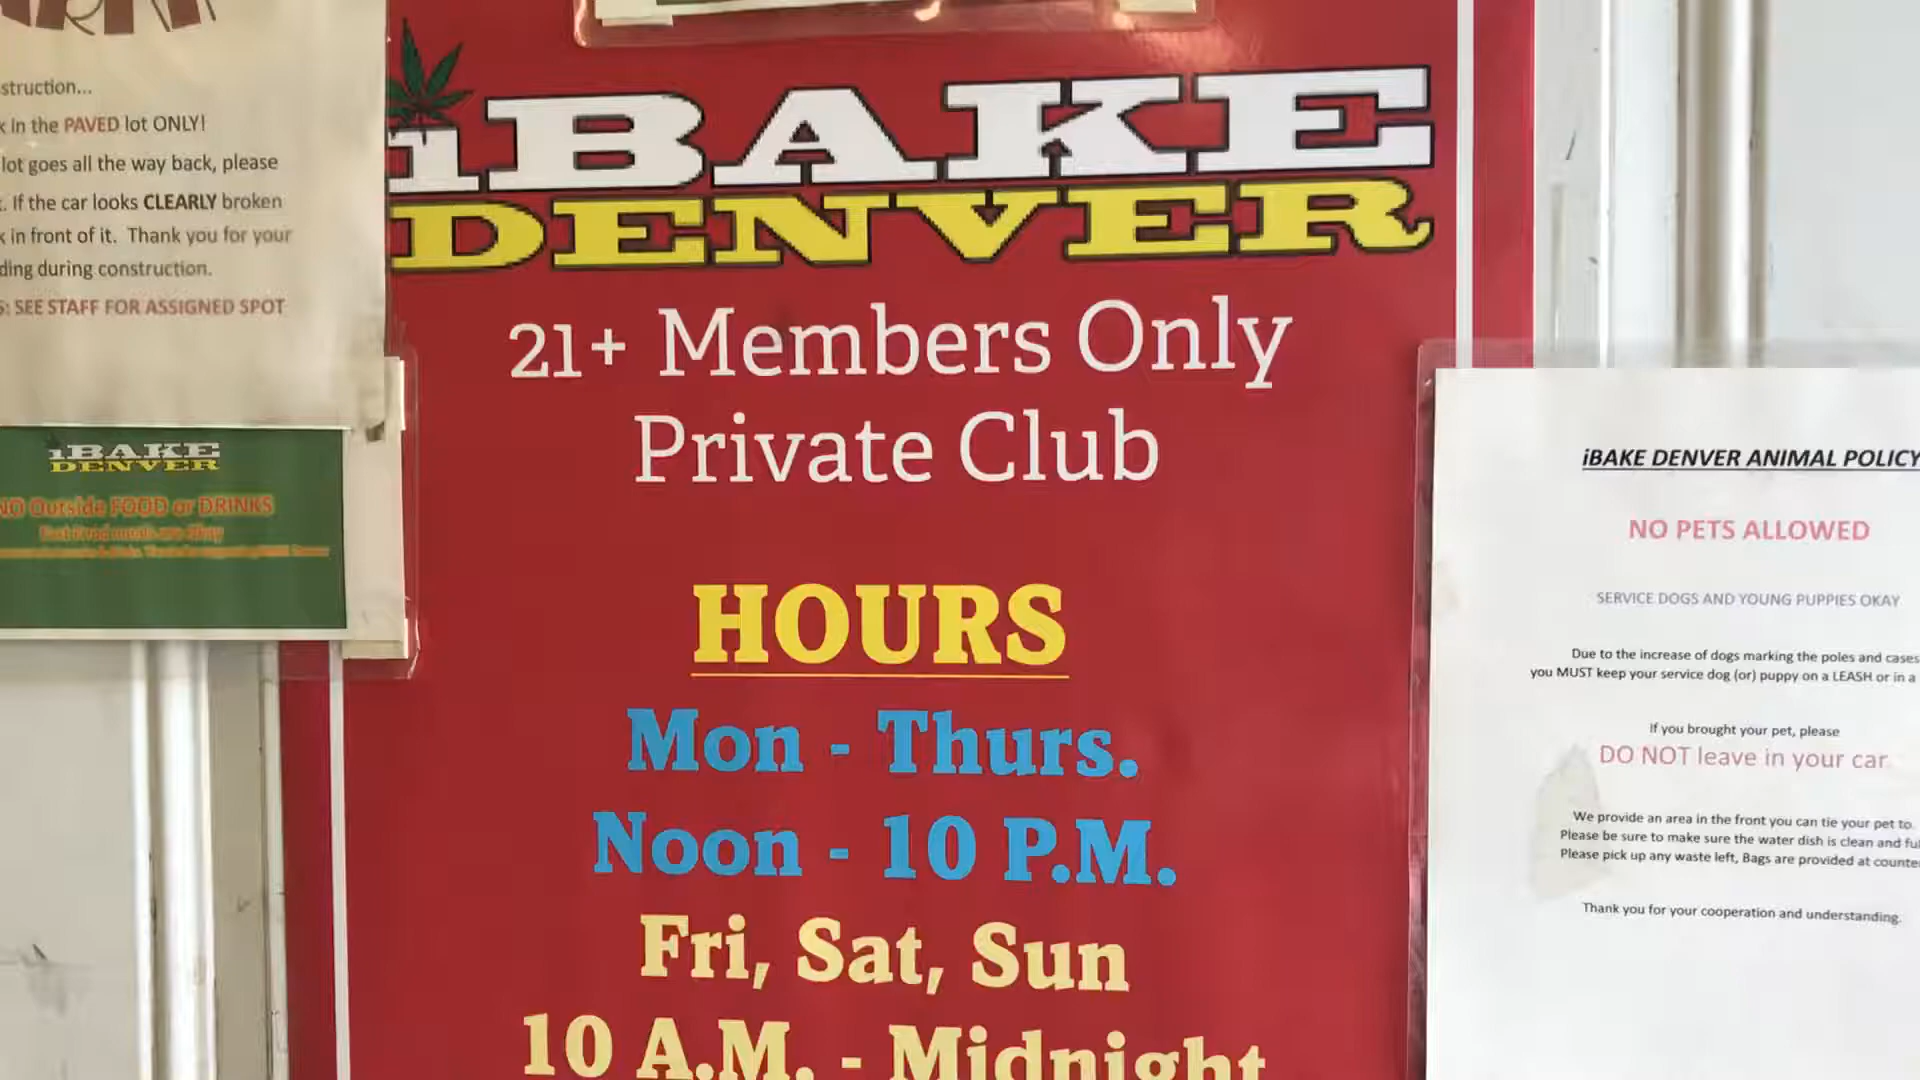 struction...
k in the PAVED lot ONLY!
lot goes all the way back, please
. If the car looks CLEARLY broken
k in front of it. Thank you for your
ding during construction.
S: SEE STAFF FOR ASSIGNED SPOT
iBAKE
DENVER
NO Outside FOOD or DRINKS
iBAKE
DENVER
21+ Members Only
Private Club
HOURS
Mon - Thurs.
Noon - 10 P.M.
Fri, Sat, Sun
10 A.M. - Midnight
iBAKE DENVER ANIMAL POLICY
NO PETS ALLOWED
SERVICE DOGS AND YOUNG PUPPIES OKAY
Due to the increase of dogs marking the poles and cases
you MUST keep your service dog (or) puppy on a LEASH or in a
If you brought your pet, please
DO NOT leave in your car.
We provide an area in the front you can tie your pet to.
Please be sure to make sure the water dish is clean and ful
Please pick up any waste left, Bags are provided at counte
Thank you for your cooperation and understanding.